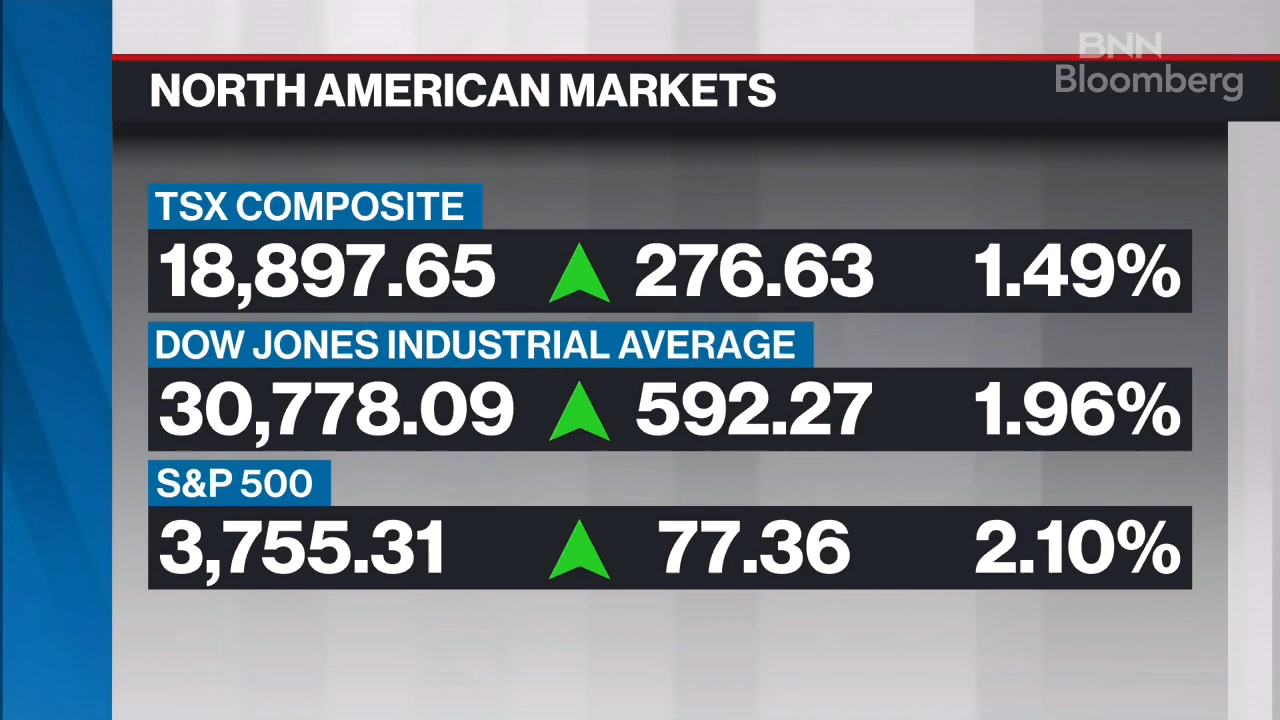 BNN
Bloomberg
NORTH AMERICAN MARKETS
TSX COMPOSITE
18,897.65 276.63 1.49%
DOW JONES INDUSTRIAL AVERAGE
30,778.09 592.27 1.96%
S&P 500
3,755.31 77.36 2.10%